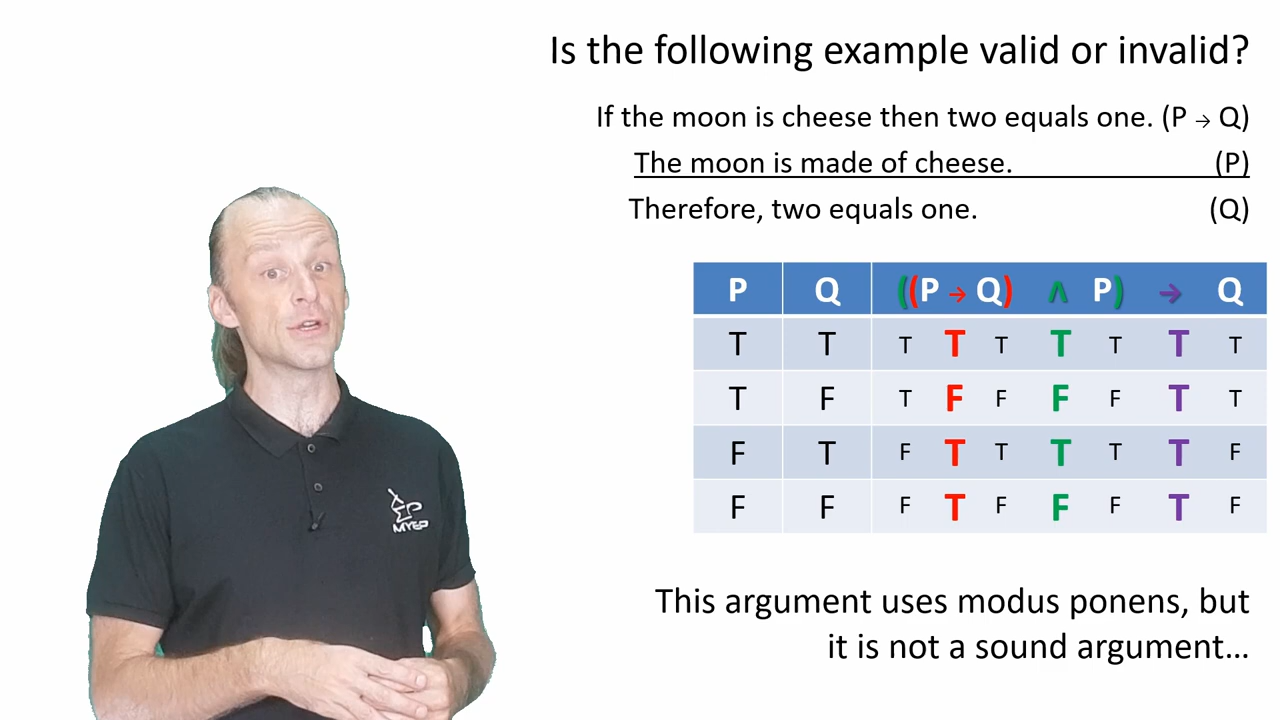 Is the following example valid or invalid?
If the moon is cheese then two equals one. (P → Q)
The moon is made of cheese. (P)
Therefore, two equals one. (Q)
P Q ((P → Q) ∧ P) → Q
T T T T T T T T T
T F T F F F F T T
F T F T T T T T F
F F F T F F F T F
MYEP
This argument uses modus ponens, but
it is not a sound argument...